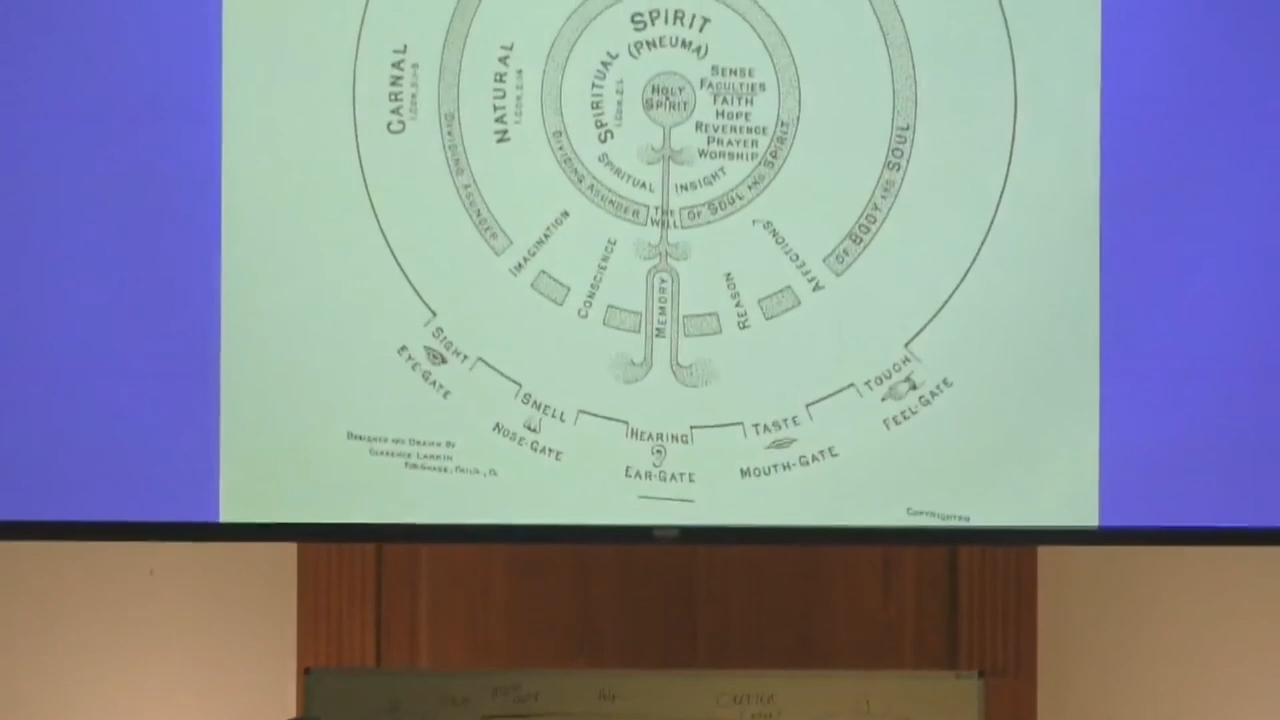 SPIRIT
(PNEUMA)
SPIRITUAL
HOLY
SPIRIT
SENSE
FACULTIES
FAITH
HOPE
REVERENCE
PRAYER
WORSHIP
SPIRITUAL INSIGHT
CARNAL
NATURAL
DIVIDING ASUNDER
DIVIDING ASUNDER
THE
WILL
OF SOUL AND SPIRIT
OF BODY AND SOUL
IMAGINATION
CONSCIENCE
MEMORY
REASON
AFFECTIONS
SIGHT
EYE-GATE
SMELL
NOSE-GATE
HEARING
EAR-GATE
TASTE
MOUTH-GATE
TOUCH
FEEL-GATE
DESIGNED AND DRAWN BY
CLARENCE LARKIN
COPYRIGHTED